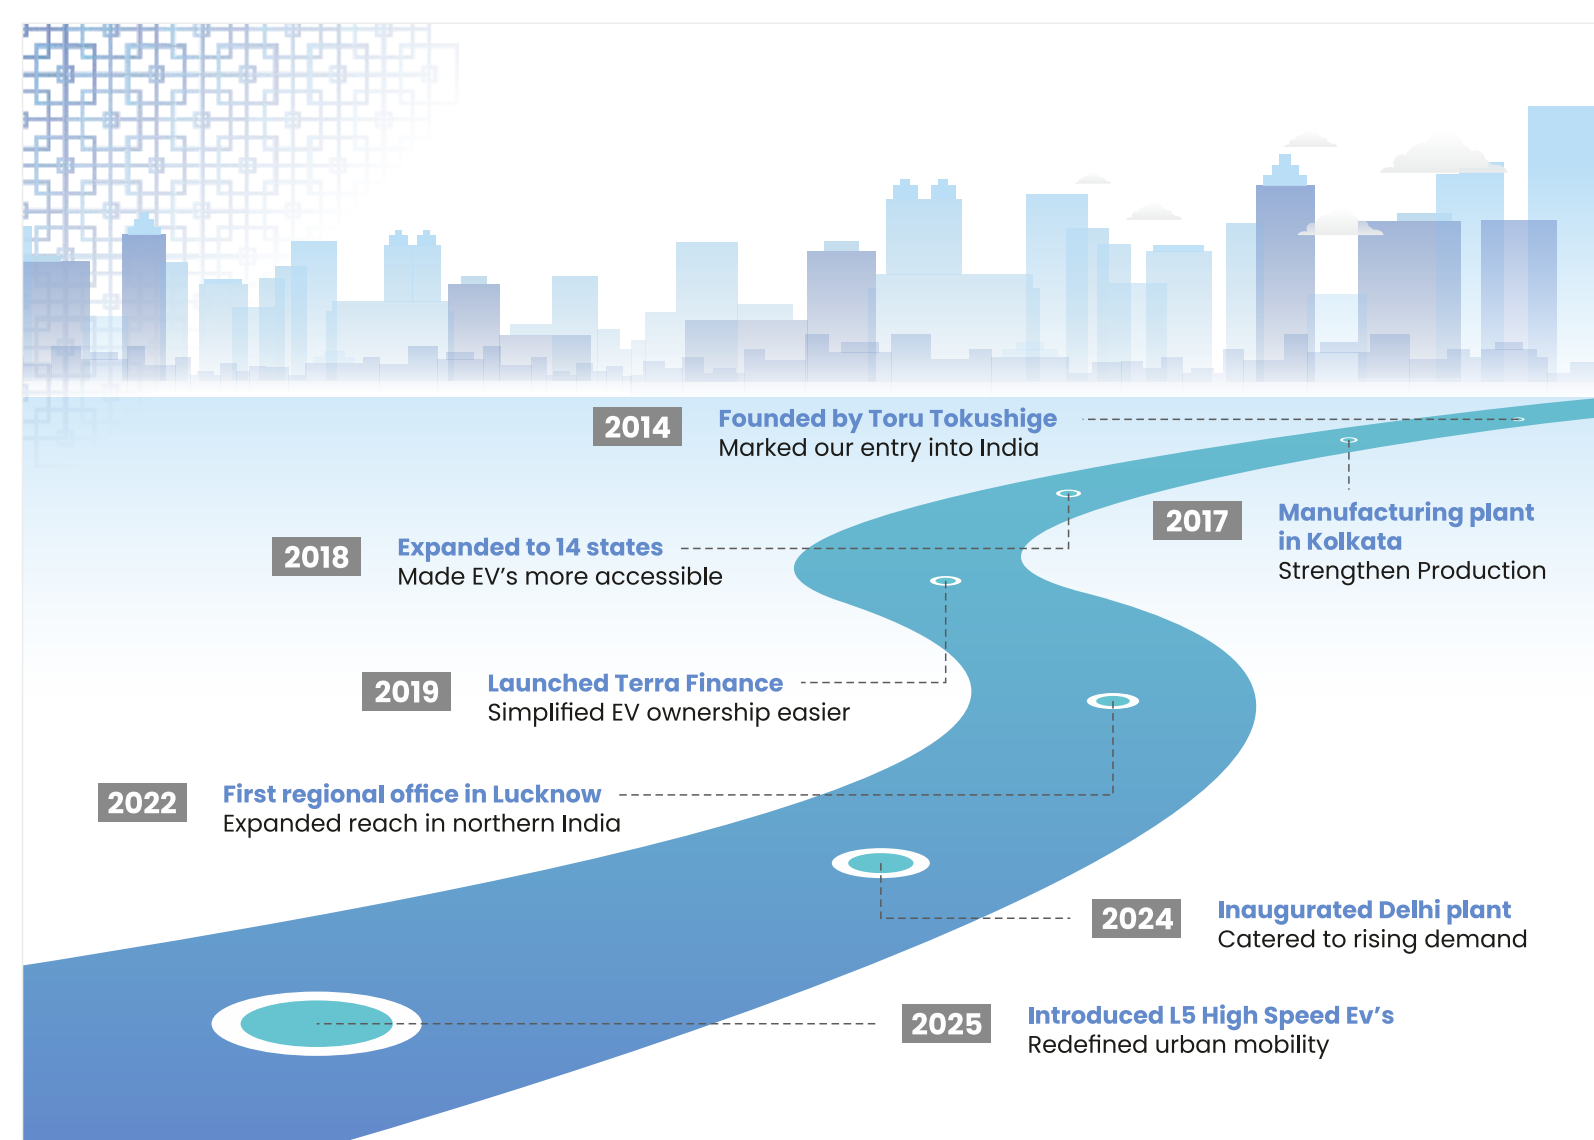 2014
Founded by Toru Tokushige
Marked our entry into India
2017
Manufacturing plant
in Kolkata
Strengthen Production
2018
Expanded to 14 states
Made EV's more accessible
2019
Launched Terra Finance
Simplified EV ownership easier
2022
First regional office in Lucknow
Expanded reach in northern India
2024
Inaugurated Delhi plant
Catered to rising demand
2025
Introduced L5 High Speed Ev's
Redefined urban mobility